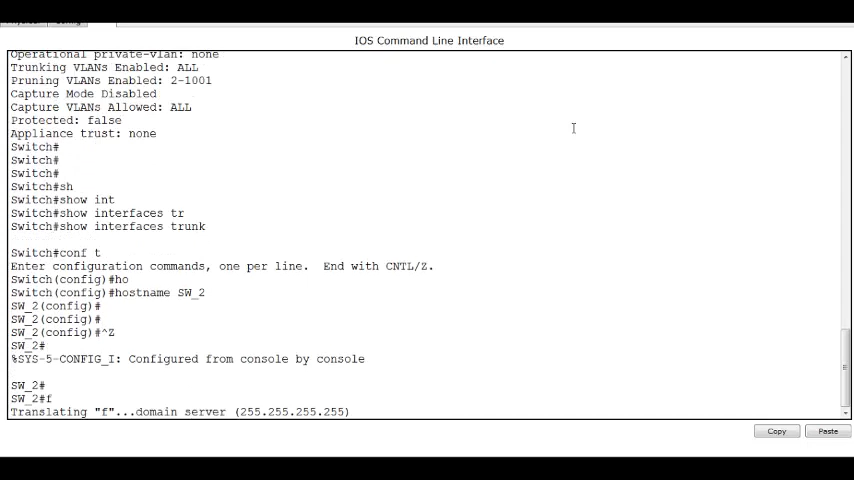 Config
IOS Command Line Interface
Operational private-vlan: none
Trunking VLANs Enabled: ALL
Pruning VLANs Enabled: 2-1001
Capture Mode Disabled
Capture VLANs Allowed: ALL
Protected: false
Appliance trust: none
Switch#
Switch#
Switch#
Switch#sh
Switch#show int
Switch#show interfaces tr
Switch#show interfaces trunk
Switch#conf t
Enter configuration commands, one per line.  End with CNTL/Z.
Switch(config)#ho
Switch(config)#hostname SW_2
SW_2(config)#
SW_2(config)#
SW_2(config)#^Z
SW_2#
%SYS-5-CONFIG_I: Configured from console by console
SW_2#
SW_2#f
Translating "f"...domain server (255.255.255.255)
Copy
Paste